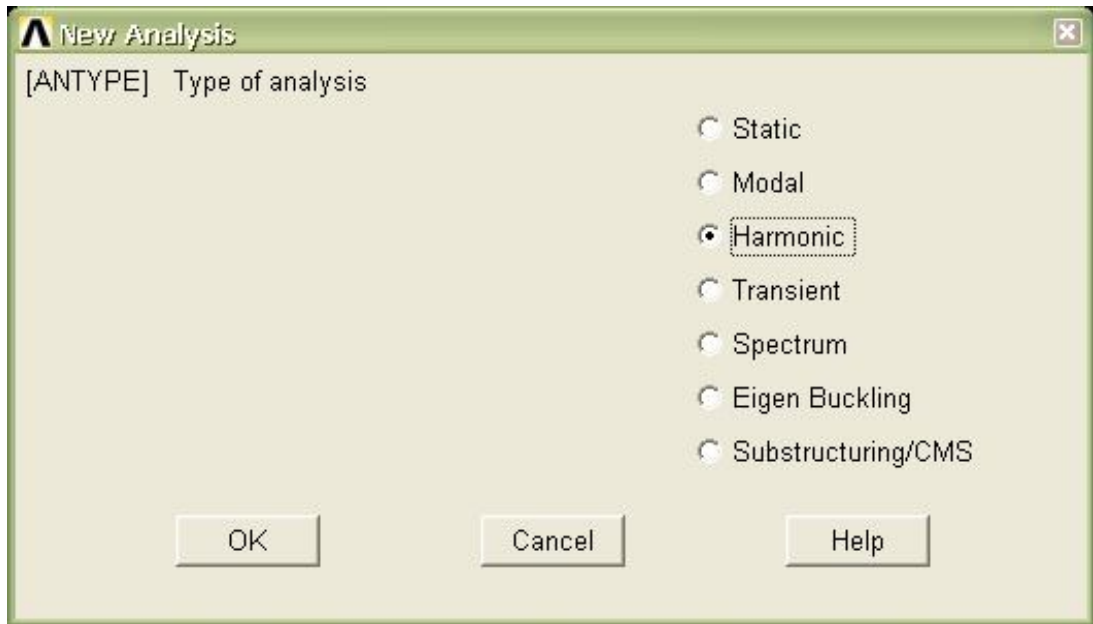 New Analysis
[ANTYPE] Type of analysis
Static
Modal
Harmonic
Transient
Spectrum
Eigen Buckling
Substructuring/CMS
OK Cancel Help